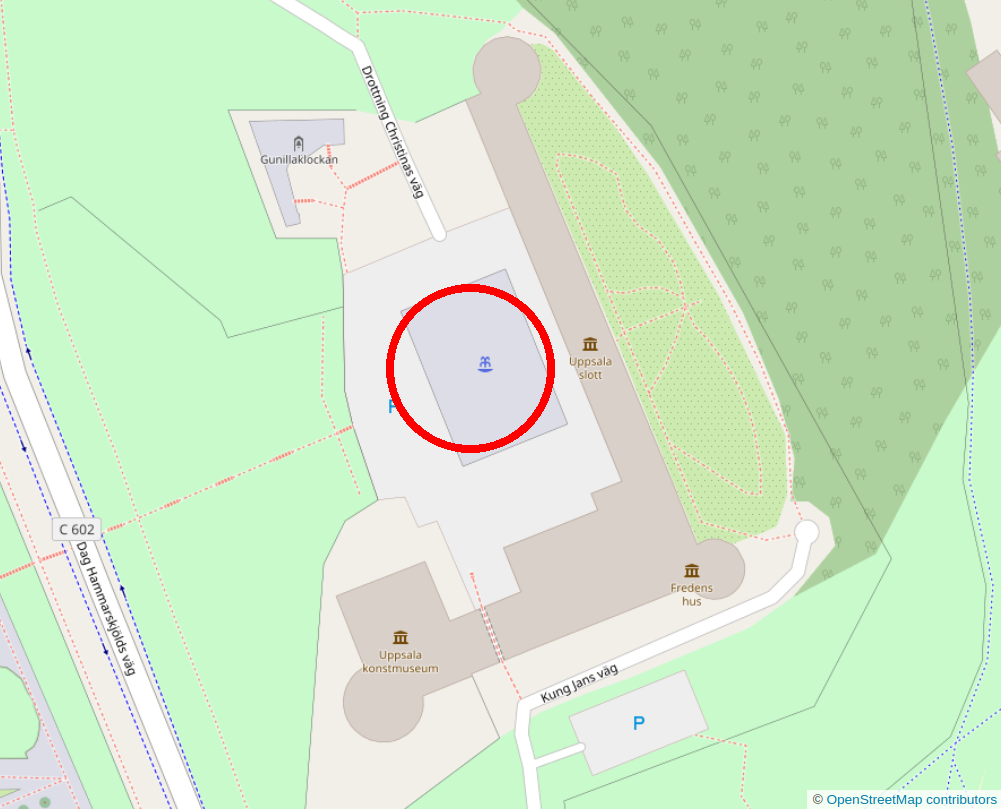 Drottning Christinas väg
Gunillaklockan
Uppsala
slott
P
C 602
Dag Hammarskjölds väg
Fredens
hus
Uppsala
konstmuseum
Kung Jans väg
P
© OpenStreetMap contributors